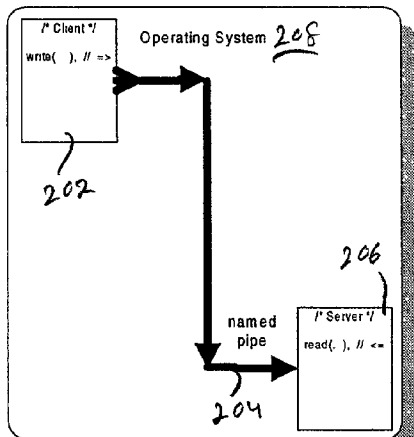 /* Client */
Operating System 208
write( ), // =>
202
206
/* Server */
named
pipe
read(. ), // <=
204